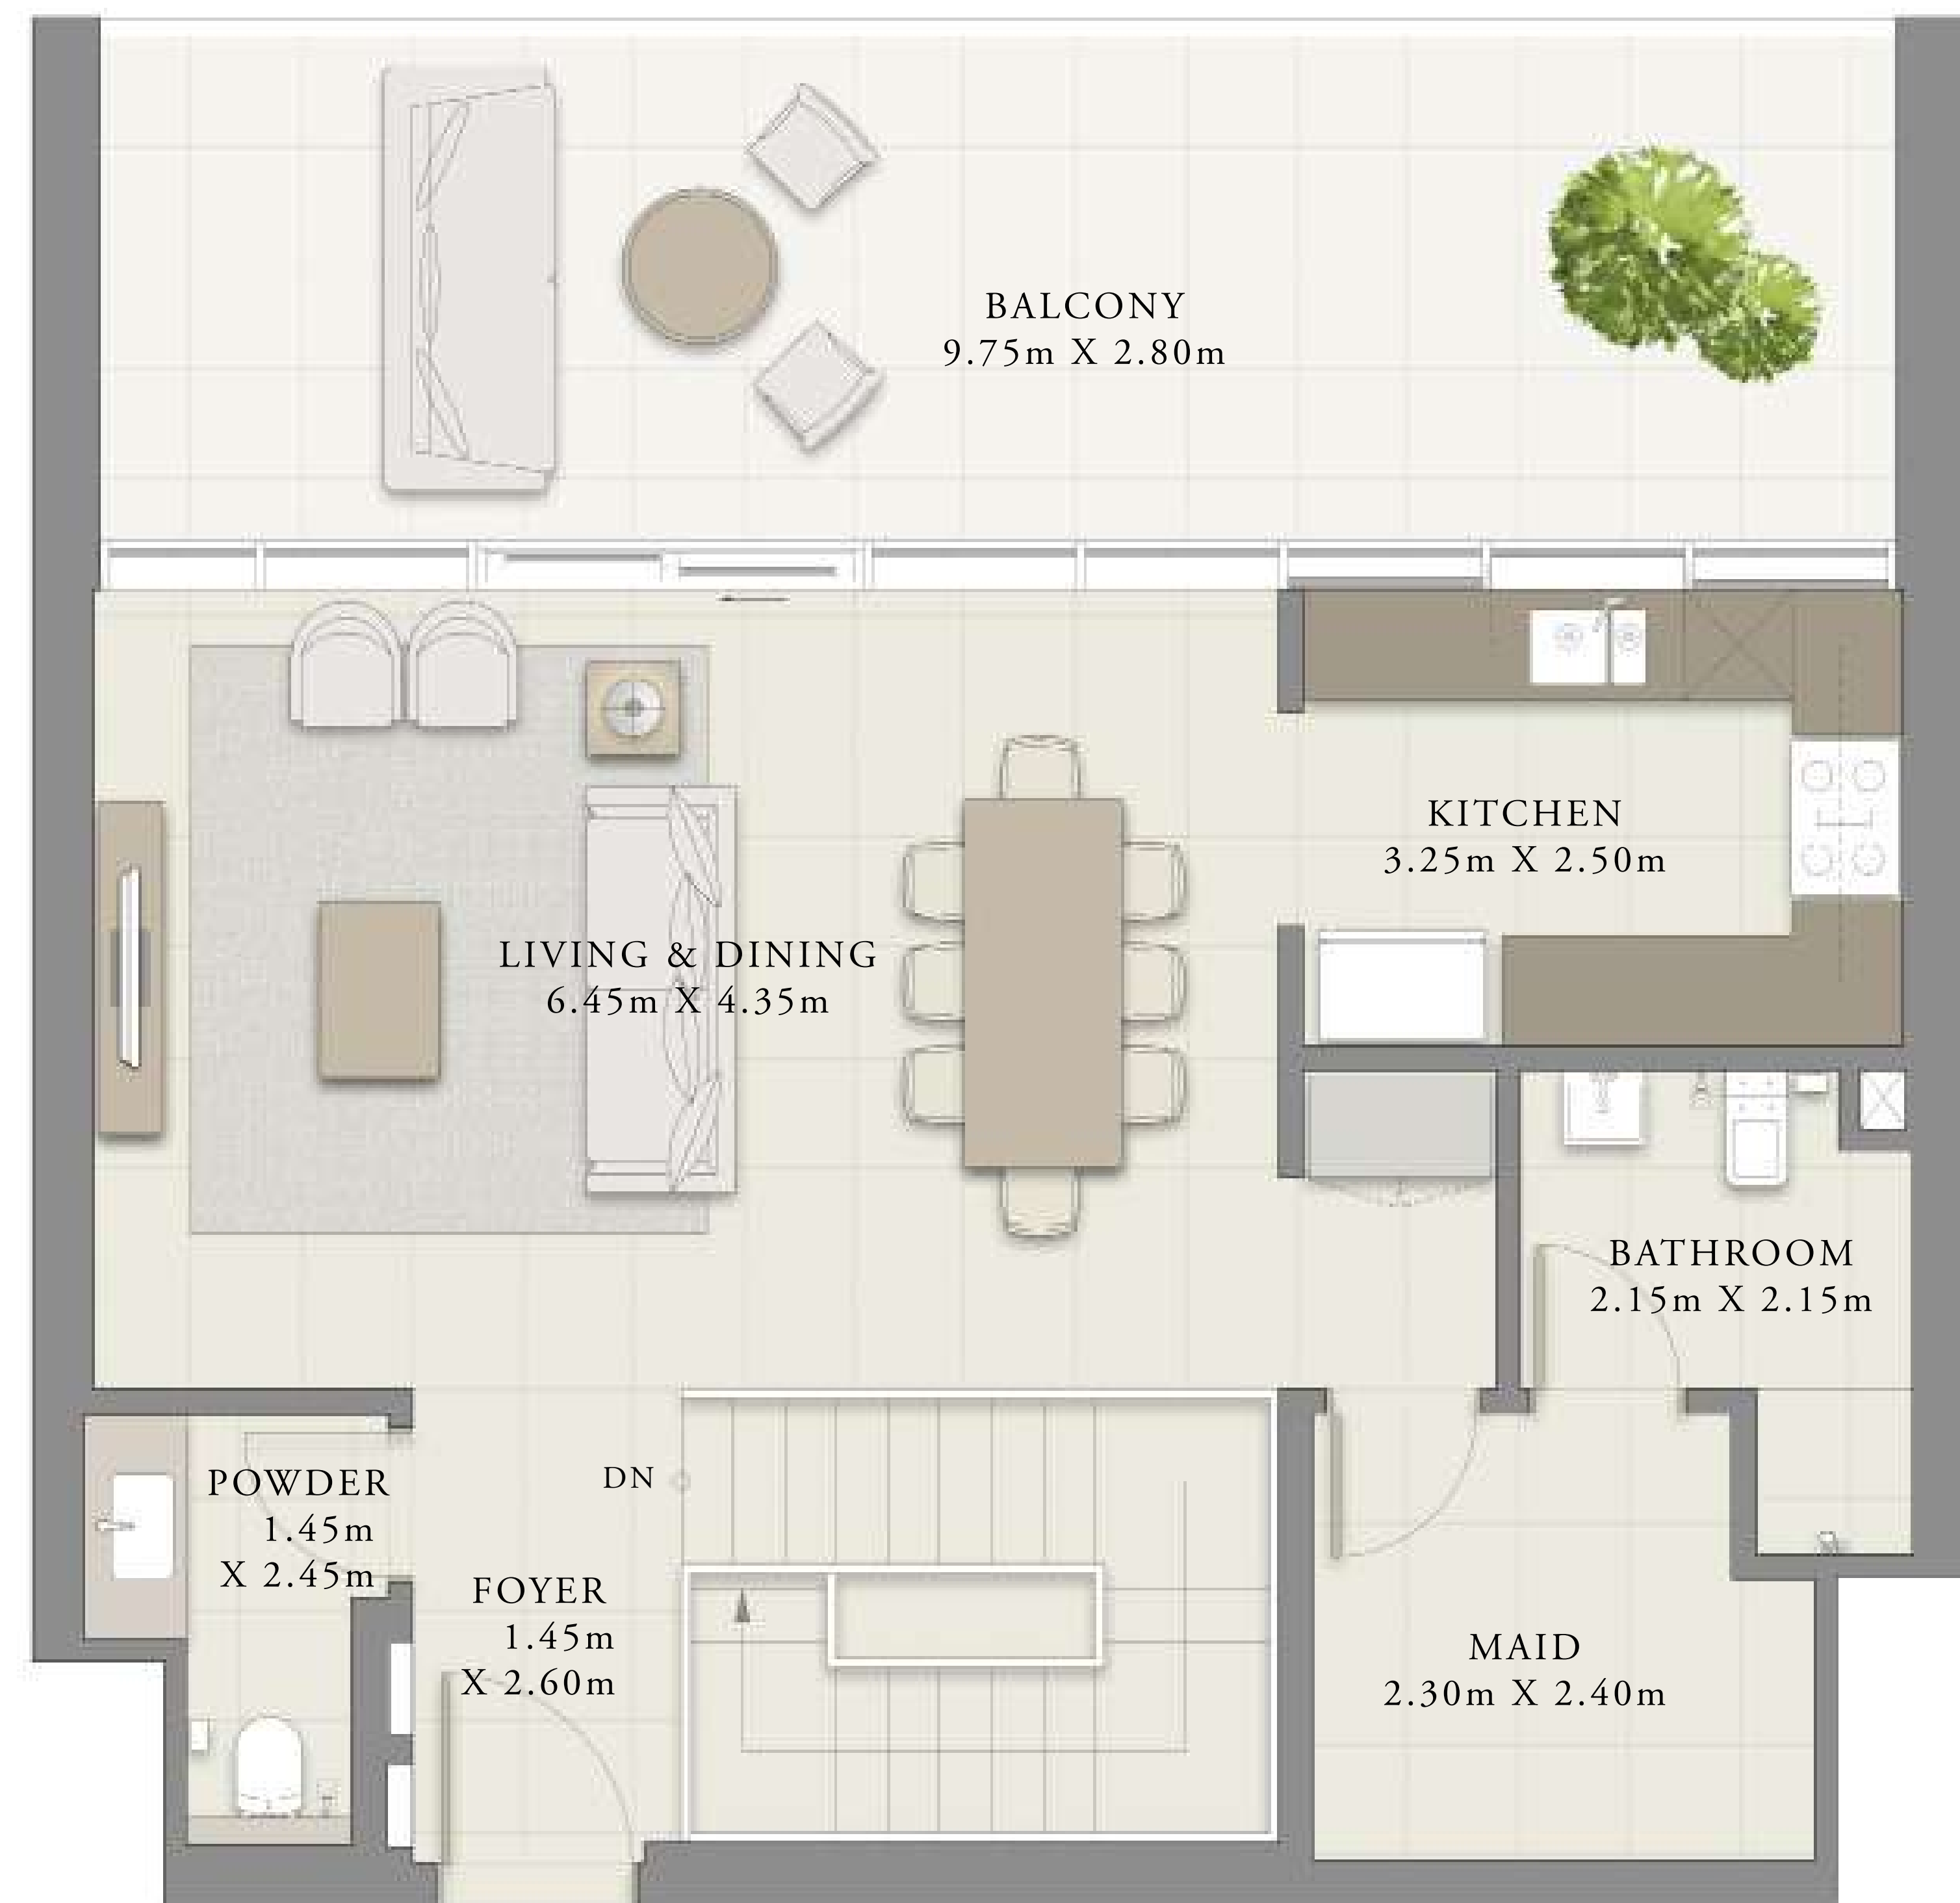 BALCONY
9.75m X 2.80m
KITCHEN
3.25m X 2.50m
LIVING & DINING
6.45m X 4.35m
BATHROOM
2.15m X 2.15m
POWDER
1.45m
X 2.45m
DN
FOYER
1.45m
X 2.60m
MAID
2.30m X 2.40m